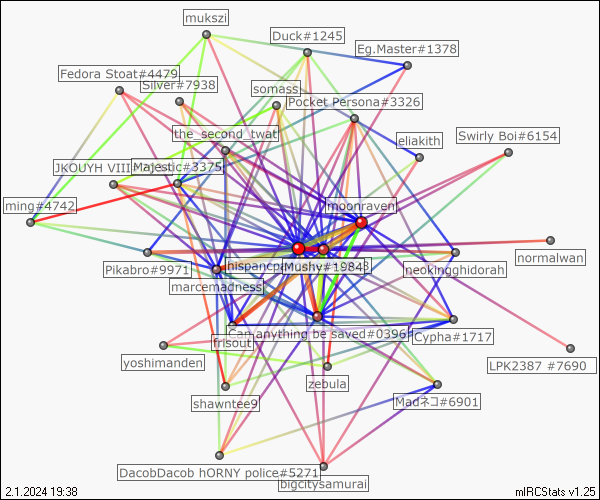 mukszi
Duck#1245
Eg.Master#1378
Fedora Stoat#4479
Silver#7938
somass
Pocket Persona#3326
the_second_twat
eliakith
Swirly Boi#6154
JKOUYH VIII
Majestic#3375
ming#4742
moonraven
normalwan
Pikabro#9971
hispancp
Mushy#1984
neokingghidorah
marcemadness
Can anything be saved#0396
Cypha#1717
frisout
yoshimanden
LPK2387 #7690
zebula
shawntee9
Madネコ#6901
DacobDacob hORNY police#5271
bigcitysamurai
2.1.2024 19:38
mIRCStats v1.25